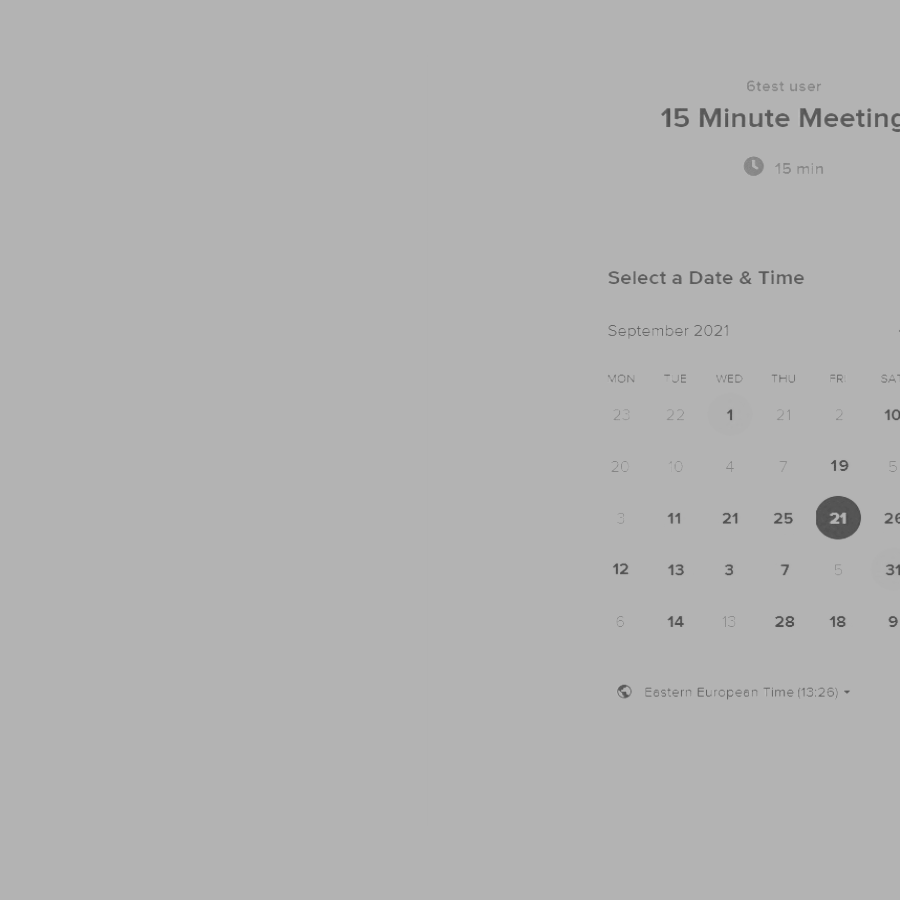 6test user
15 Minute Meeting
15 min
Select a Date & Time
September 2021
MON TUE WED THU FRI SAT
23 22 1 21 2 10
20 10 4 7 19 5
3 11 21 25 21 26
12 13 3 7 5 31
6 14 13 28 18 9
Eastern European Time (13:26)